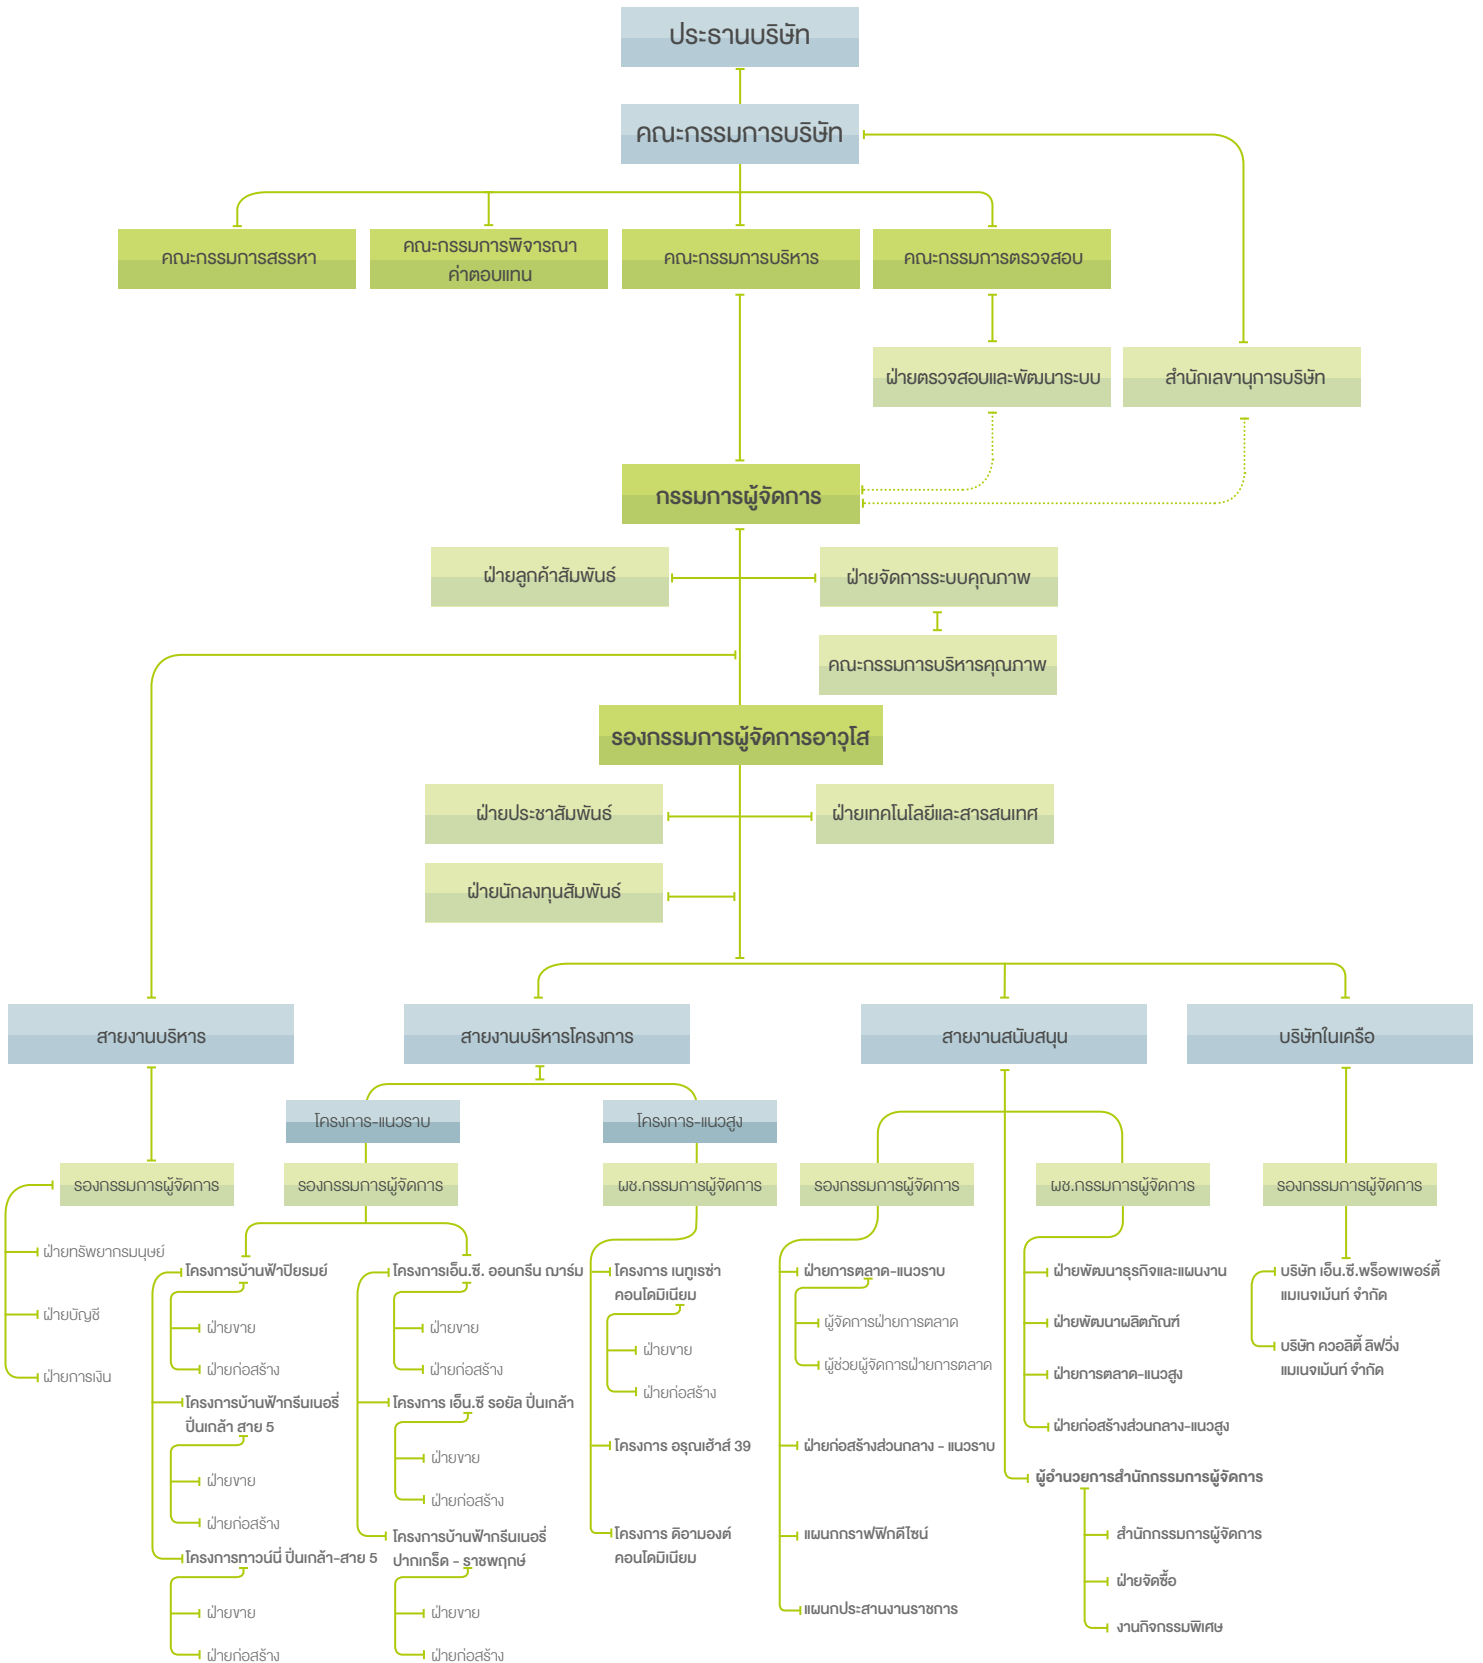 ประธานบริษัท
คณะกรรมการบริษัท
คณะกรรมการสรรหา
คณะกรรมการพิจารณา
ค่าตอบแทน
คณะกรรมการบริหาร
คณะกรรมการตรวจสอบ
ฝ่ายตรวจสอบและพัฒนาระบบ
สำนักเลขานุการบริษัท
กรรมการผู้จัดการ
ฝ่ายลูกค้าสัมพันธ์
ฝ่ายจัดการระบบคุณภาพ
คณะกรรมการบริหารคุณภาพ
รองกรรมการผู้จัดการอาวุโส
ฝ่ายประชาสัมพันธ์
ฝ่ายเทคโนโลยีและสารสนเทศ
ฝ่ายนักลงทุนสัมพันธ์
สายงานบริหาร
รองกรรมการผู้จัดการ
ฝ่ายทรัพยากรมนุษย์
ฝ่ายบัญชี
ฝ่ายการเงิน
สายงานบริหารโครงการ
โครงการ-แนวราบ
รองกรรมการผู้จัดการ
โครงการบ้านฟ้าปิยรมย์
ฝ่ายขาย
ฝ่ายก่อสร้าง
โครงการบ้านฟ้ากรีนเนอรี่
ปิ่นเกล้า สาย 5
ฝ่ายขาย
ฝ่ายก่อสร้าง
โครงการทาวน์นี่ ปิ่นเกล้า-สาย 5
ฝ่ายขาย
ฝ่ายก่อสร้าง
โครงการเอ็น.ซี. ออนกรีน ฌาร์ม
ฝ่ายขาย
ฝ่ายก่อสร้าง
โครงการ เอ็น.ซี รอยัล ปิ่นเกล้า
ฝ่ายขาย
ฝ่ายก่อสร้าง
โครงการบ้านฟ้ากรีนเนอรี่
ปากเกร็ด - ราชพฤกษ์
ฝ่ายขาย
ฝ่ายก่อสร้าง
โครงการ-แนวสูง
ผช.กรรมการผู้จัดการ
โครงการ เนทูเรซ่า
คอนโดมิเนียม
ฝ่ายขาย
ฝ่ายก่อสร้าง
โครงการ อรุณเฮ้าส์ 39
โครงการ ดิอามองต์
คอนโดมิเนียม
สายงานสนับสนุน
รองกรรมการผู้จัดการ
ฝ่ายการตลาด-แนวราบ
ผู้จัดการฝ่ายการตลาด
ผู้ช่วยผู้จัดการฝ่ายการตลาด
ฝ่ายก่อสร้างส่วนกลาง - แนวราบ
แผนกกราฟฟิกดีไซน์
แผนกประสานงานราชการ
ผช.กรรมการผู้จัดการ
ฝ่ายพัฒนาธุรกิจและแผนงาน
ฝ่ายพัฒนาผลิตภัณฑ์
ฝ่ายการตลาด-แนวสูง
ฝ่ายก่อสร้างส่วนกลาง-แนวสูง
ผู้อำนวยการสำนักกรรมการผู้จัดการ
สำนักกรรมการผู้จัดการ
ฝ่ายจัดซื้อ
งานกิจกรรมพิเศษ
บริษัทในเครือ
รองกรรมการผู้จัดการ
บริษัท เอ็น.ซี.พร็อพเพอร์ตี้
แมเนจเม้นท์ จำกัด
บริษัท ควอลิตี้ ลิฟวิ่ง
แมเนจเม้นท์ จำกัด